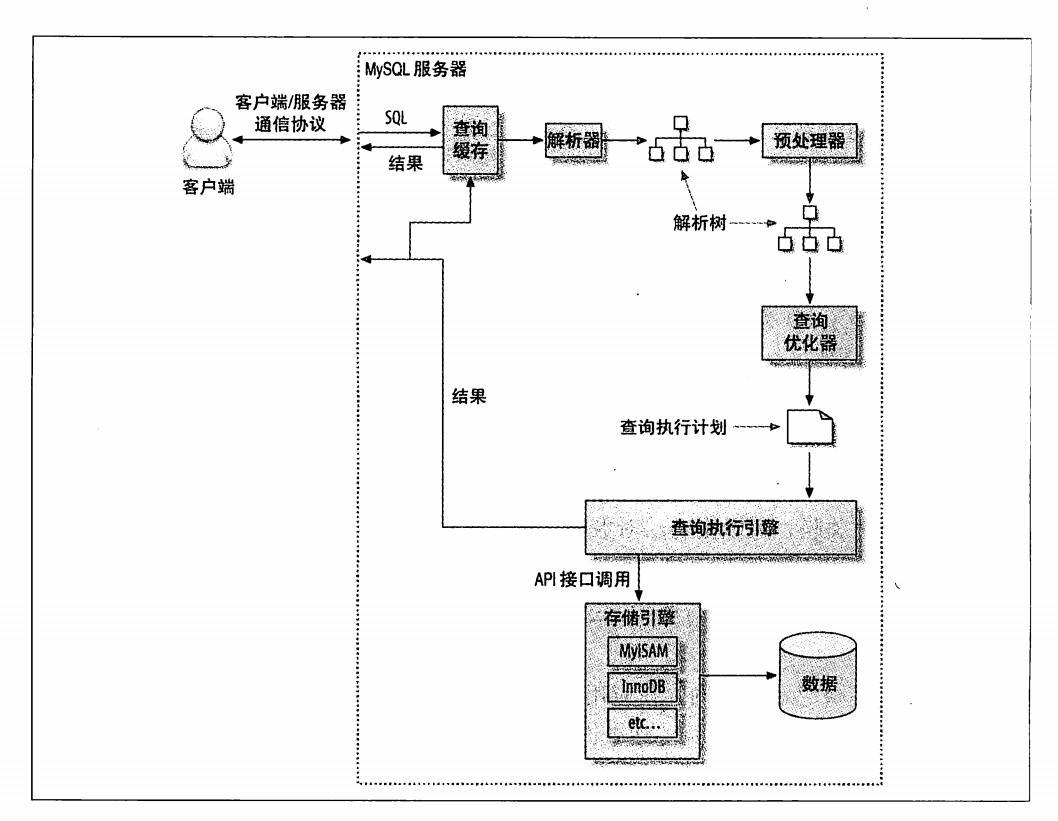 MySQL 服务器
客户端/服务器
通信协议
客户端
SQL
结果
查询
缓存
解析器
预处理器
解析树
查询
优化器
结果
查询执行计划
查询执行引擎
API 接口调用
存储引擎
MyISAM
InnoDB
etc...
数据